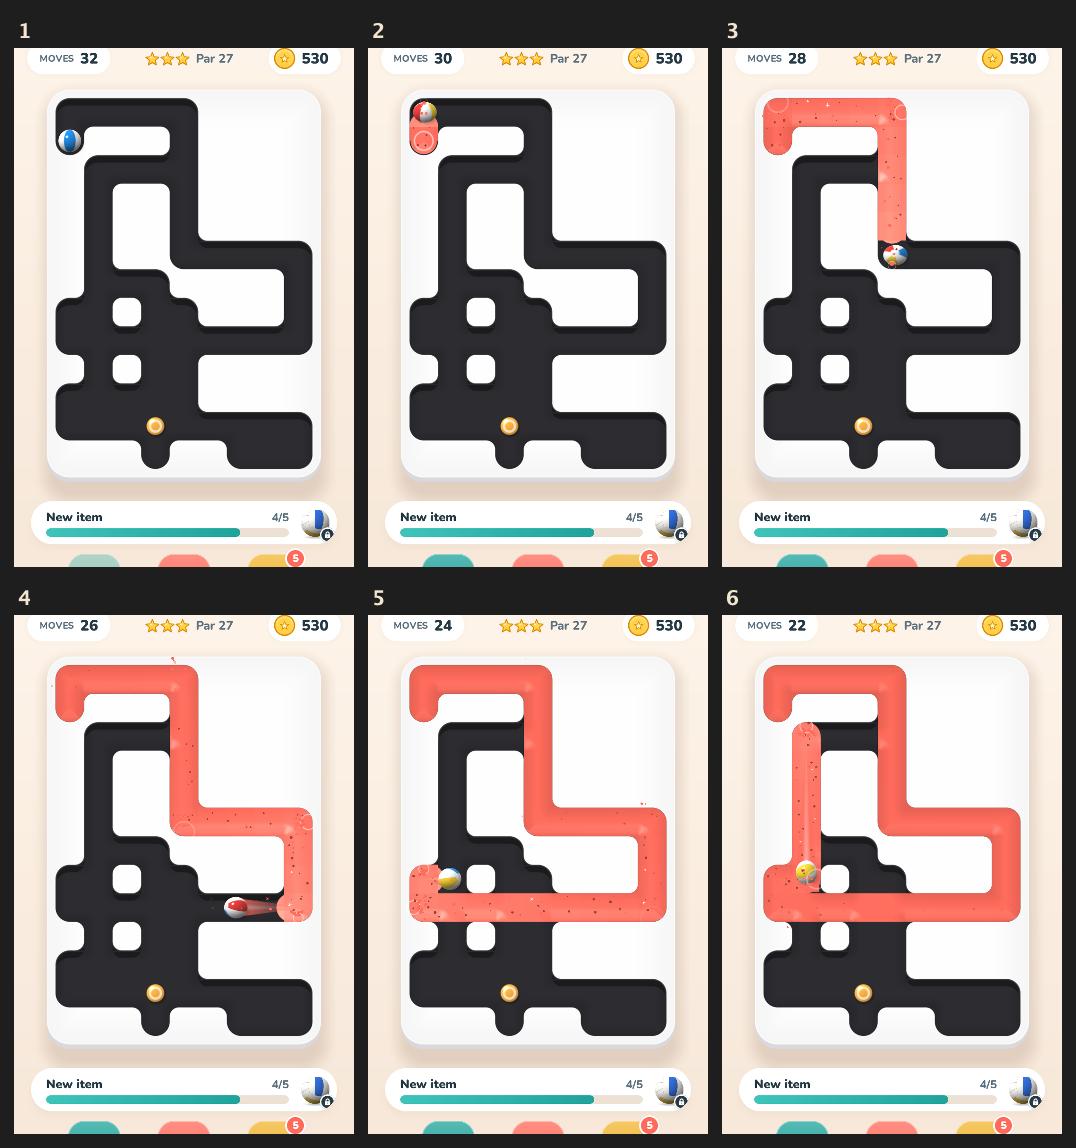 1
MOVES 32 Par 27 530
New item 4/5
2
MOVES 30 Par 27 530
New item 4/5
5
3
MOVES 28 Par 27 530
New item 4/5
5
5
4
MOVES 26 Par 27 530
New item 4/5
5
5
MOVES 24 Par 27 530
New item 4/5
5
6
MOVES 22 Par 27 530
New item 4/5
5